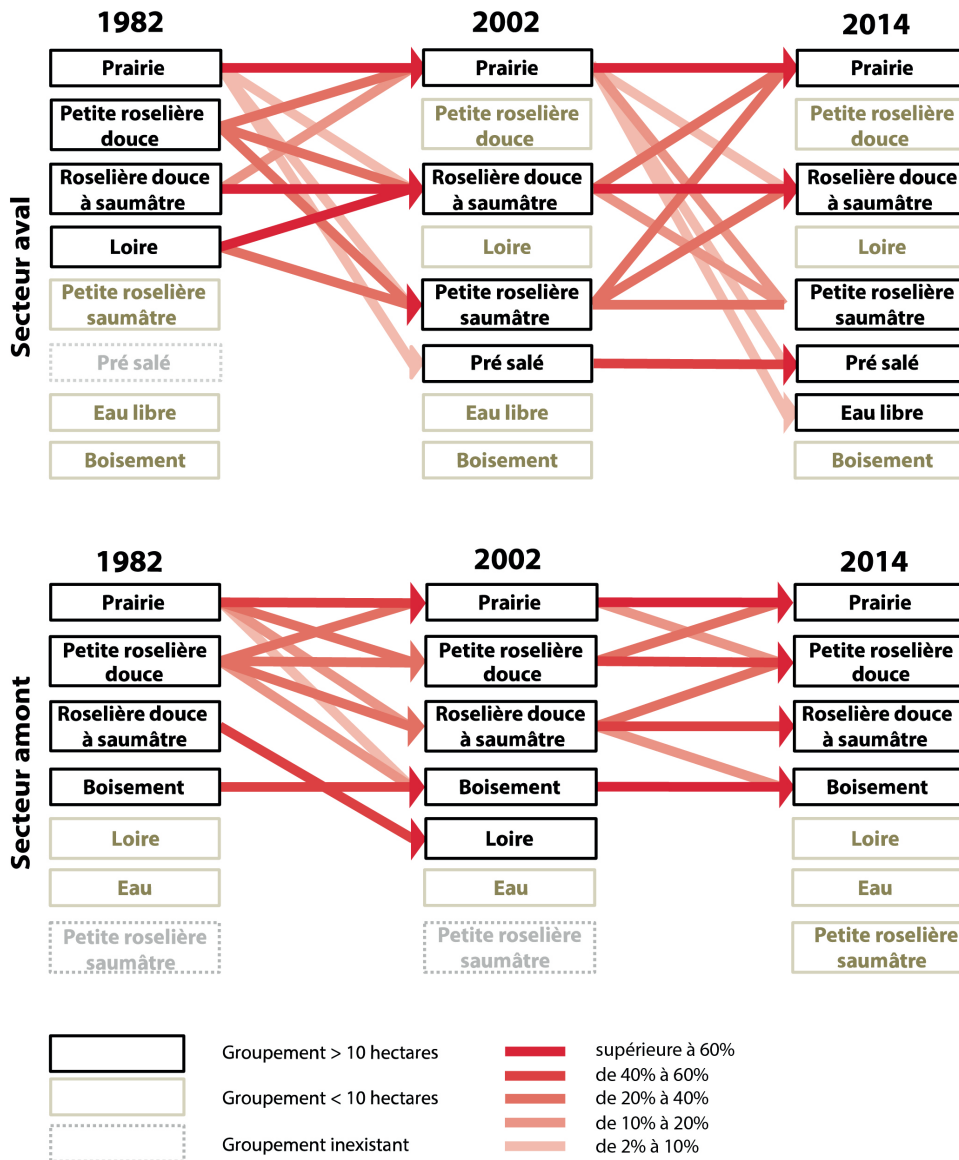 1982
2002
2014
Secteur aval
Prairie
Prairie
Prairie
Petite roselière
douce
Petite roselière
douce
Petite roselière
douce
Roselière douce
à saumâtre
Roselière douce
à saumâtre
Roselière douce
à saumâtre
Loire
Loire
Loire
Petite roselière
saumâtre
Petite roselière
saumâtre
Petite roselière
saumâtre
Pré salé
Pré salé
Pré salé
Eau libre
Eau libre
Eau libre
Boisement
Boisement
Boisement
1982
2002
2014
Secteur amont
Prairie
Prairie
Prairie
Petite roselière
douce
Petite roselière
douce
Petite roselière
douce
Roselière douce
à saumâtre
Roselière douce
à saumâtre
Roselière douce
à saumâtre
Boisement
Boisement
Boisement
Loire
Loire
Loire
Eau
Eau
Eau
Petite roselière
saumâtre
Petite roselière
saumâtre
Petite roselière
saumâtre
Groupement > 10 hectares
Groupement < 10 hectares
Groupement inexistant
supérieure à 60%
de 40% à 60%
de 20% à 40%
de 10% à 20%
de 2% à 10%